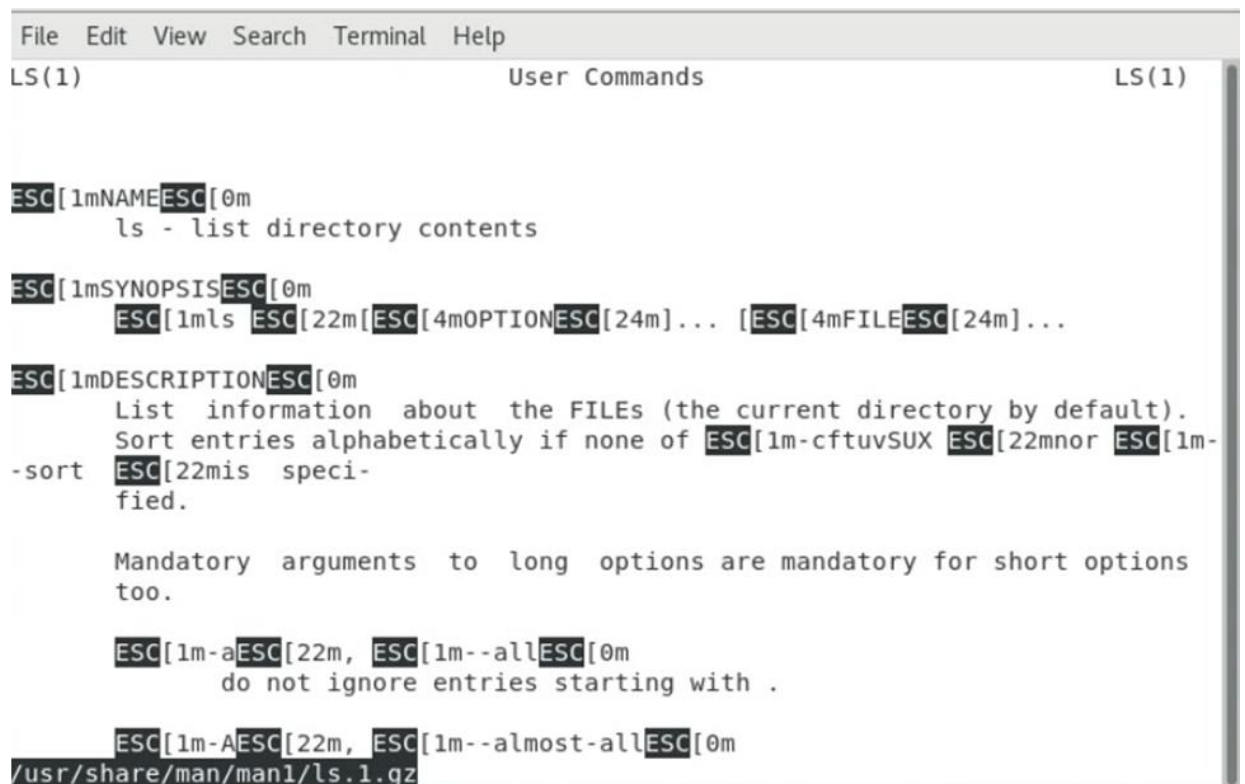 File Edit View Search Terminal Help
LS(1) User Commands LS(1)
ESC[1mNAMEESC[0m
ls - list directory contents
ESC[1mSYNOPSISESC[0m
ESC[1mls ESC[22m[ESC[4mOPTIONESC[24m]... [ESC[4mFILEESC[24m]...
ESC[1mDESCRIPTIONESC[0m
List information about the FILEs (the current directory by default).
Sort entries alphabetically if none of ESC[1m-cftuvSUX ESC[22mnor ESC[1m-
-sort ESC[22mis speci-
fied.
Mandatory arguments to long options are mandatory for short options
too.
ESC[1m-aESC[22m, ESC[1m--allESC[0m
do not ignore entries starting with .
ESC[1m-AESC[22m, ESC[1m--almost-allESC[0m
/usr/share/man/man1/ls.1.gz